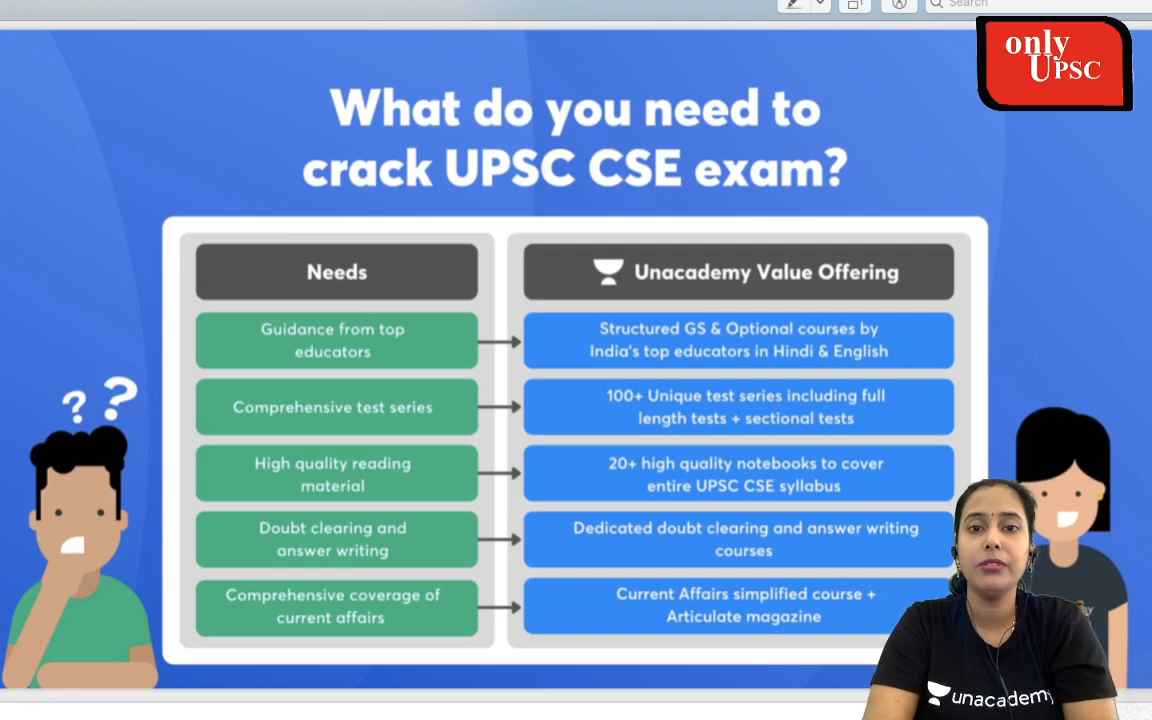 Search
only
UPSC
What do you need to
crack UPSC CSE exam?
Needs
Unacademy Value Offering
Guidance from top
educators
Structured GS & Optional courses by
India's top educators in Hindi & English
Comprehensive test series
100+ Unique test series including full
length tests + sectional tests
High quality reading
material
20+ high quality notebooks to cover
entire UPSC CSE syllabus
Doubt clearing and
answer writing
Dedicated doubt clearing and answer writing
courses
Comprehensive coverage of
current affairs
Current Affairs simplified course +
Articulate magazine
? ?
unacademy